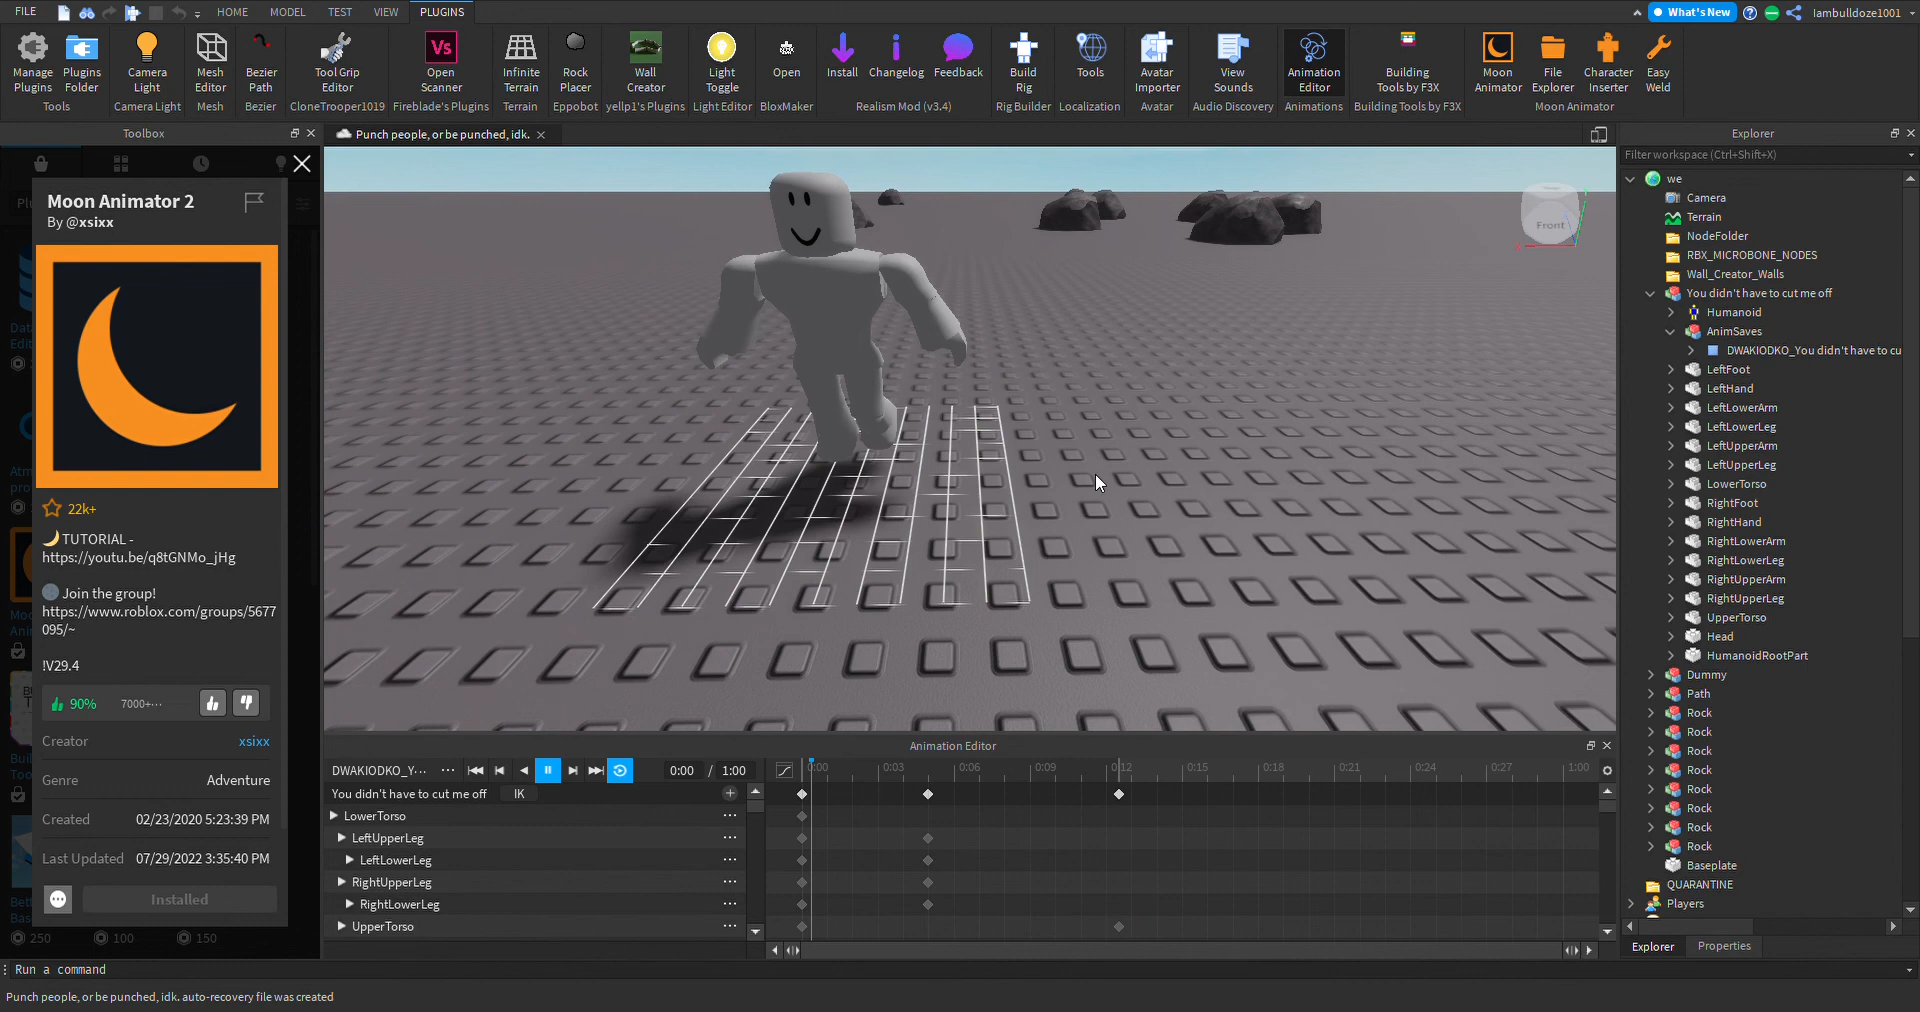 FILE HOME MODEL TEST VIEW PLUGINS What's New Iambulldoze1001
Manage Plugins
Plugins Folder
Tools
Camera Light
Camera Light
Mesh Editor
Mesh
Bezier Path
Bezier
Tool Grip Editor
CloneTrooper1019
Vs
Open Scanner
Fireblade's Plugins
Infinite Terrain
Terrain
Rock Placer
Eppobot
Wall Creator
yellp1's Plugins
Light Toggle
Light Editor
Open
BloxMaker
Install
Changelog
Feedback
Realism Mod (v3.4)
Build Rig
Rig Builder
Tools
Localization
Avatar Importer
Avatar
View Sounds
Audio Discovery
Animation Editor
Animations
Building Tools by F3X
Building Tools by F3X
Moon Animator
File Explorer
Character Inserter
Easy Weld
Moon Animator
Toolbox
Moon Animator 2
By @xsixx
22k+
TUTORIAL -
https://youtu.be/q8tGNMo_jHg
Join the group!
https://www.roblox.com/groups/5677
095/~
!V29.4
90% 7000+...
Creator xsixx
Genre Adventure
Created 02/23/2020 5:23:39 PM
Last Updated 07/29/2022 3:35:40 PM
Installed
250 100 150
Punch people, or be punched, idk.
Front
Animation Editor
DWAKIODKO_Y... 0:00 / 1:00
0:00 0:03 0:06 0:09 0:12 0:15 0:18 0:21 0:24 0:27 1:00
You didn't have to cut me off IK
LowerTorso
LeftUpperLeg
LeftLowerLeg
RightUpperLeg
RightLowerLeg
UpperTorso
Explorer
Filter workspace (Ctrl+Shift+X)
we
Camera
Terrain
NodeFolder
RBX_MICROBONE_NODES
Wall_Creator_Walls
You didn't have to cut me off
Humanoid
AnimSaves
DWAKIODKO_You didn't have to cu
LeftFoot
LeftHand
LeftLowerArm
LeftLowerLeg
LeftUpperArm
LeftUpperLeg
LowerTorso
RightFoot
RightHand
RightLowerArm
RightLowerLeg
RightUpperArm
RightUpperLeg
UpperTorso
Head
HumanoidRootPart
Dummy
Path
Rock
Rock
Rock
Rock
Rock
Rock
Rock
Rock
Baseplate
QUARANTINE
Players
Explorer Properties
Run a command
Punch people, or be punched, idk. auto-recovery file was created